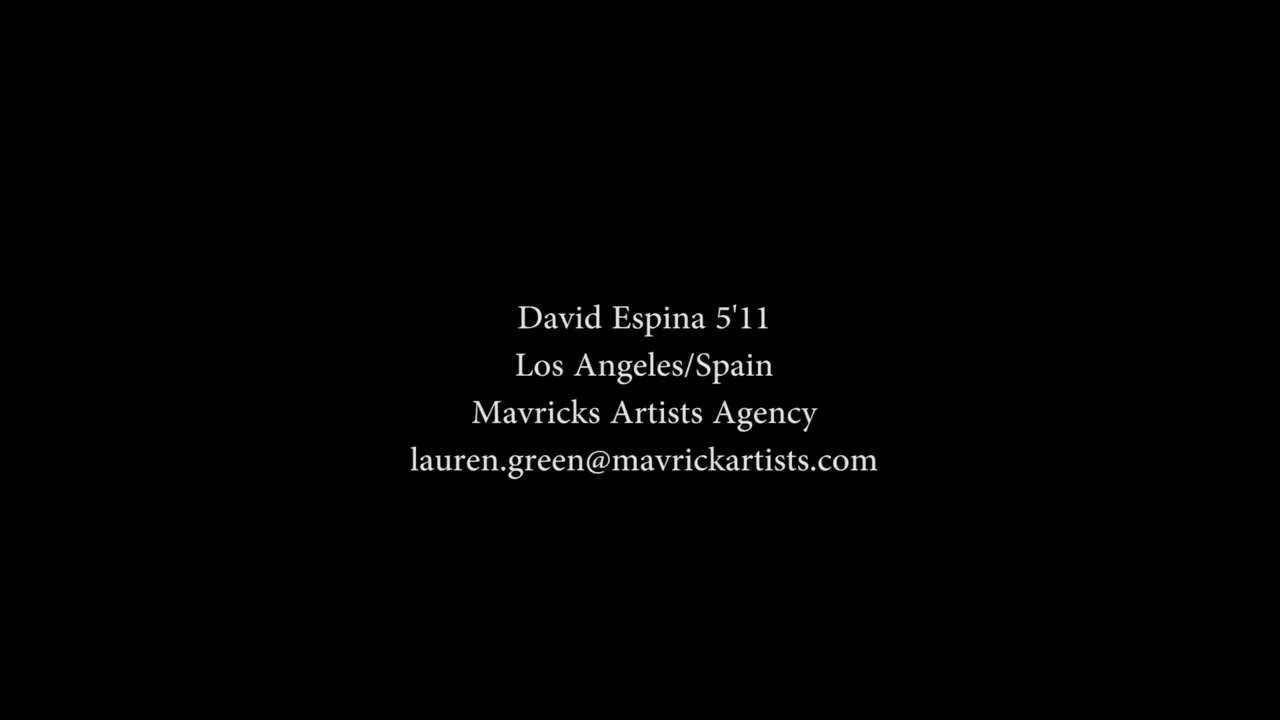 David Espina 5'11
Los Angeles/Spain
Mavricks Artists Agency
lauren.green@mavrickartists.com